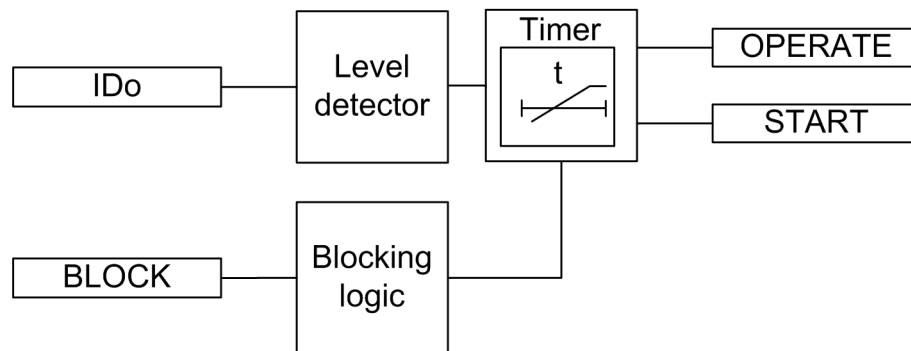 IDo
Level
detector
Timer
t
OPERATE
START
BLOCK
Blocking
logic